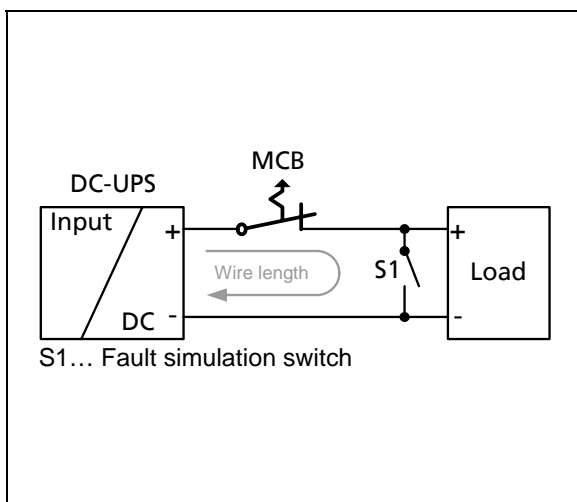 MCB
DC-UPS
Input
+
+
Wire length
S1
Load
DC
-
-
S1... Fault simulation switch